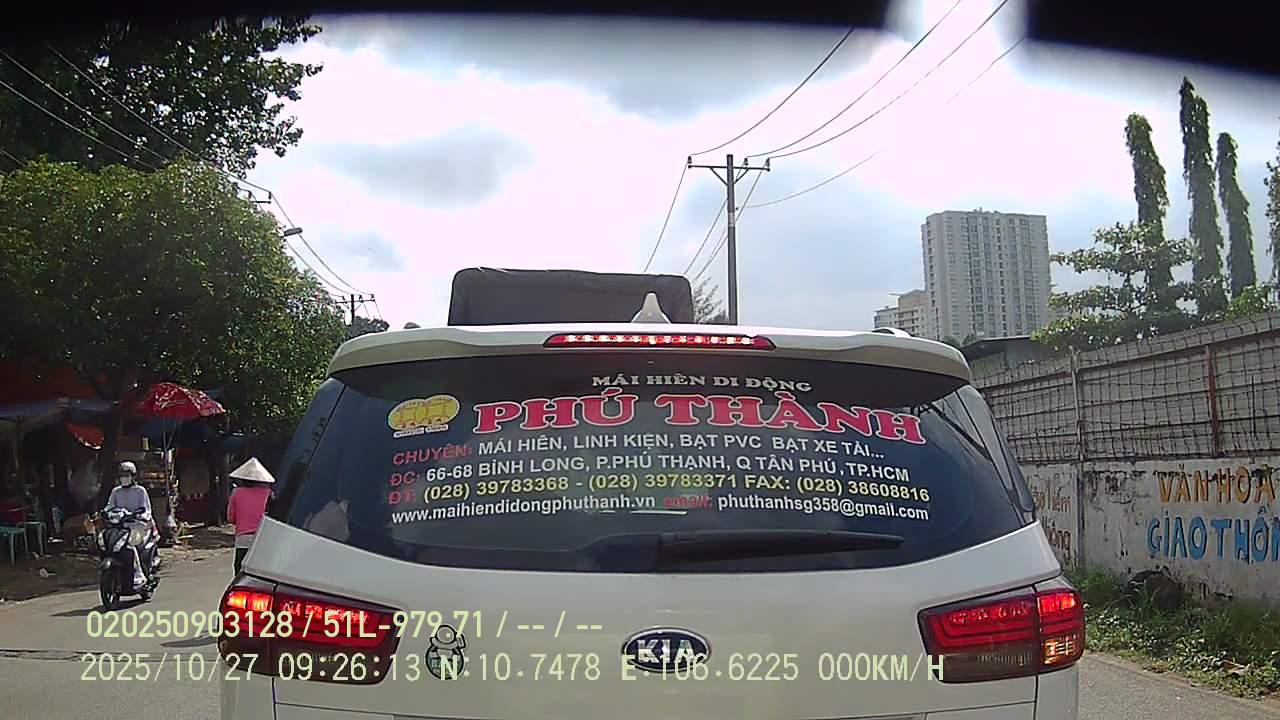 MÁI HIÊN DI ĐỘNG
PHÚ THÀNH
CHUYÊN: MÁI HIÊN, LINH KIỆN, BẠT PVC BẠT XE TẢI...
ĐC: 66-68 BÌNH LONG, P.PHÚ THẠNH, Q TÂN PHÚ, TP.HCM
ĐT: (028) 39783368 - (028) 39783371 FAX: (028) 38608816
www.maihiendidongphuthanh.vn email: phuthanhsg358@gmail.com
VĂN HOÁ
GIAO THÔN
KIA
020250903128 / 51L-979.71 / -- / --
2025/10/27 09:26:13 N:10.7478 E:106.6225 000KM/H